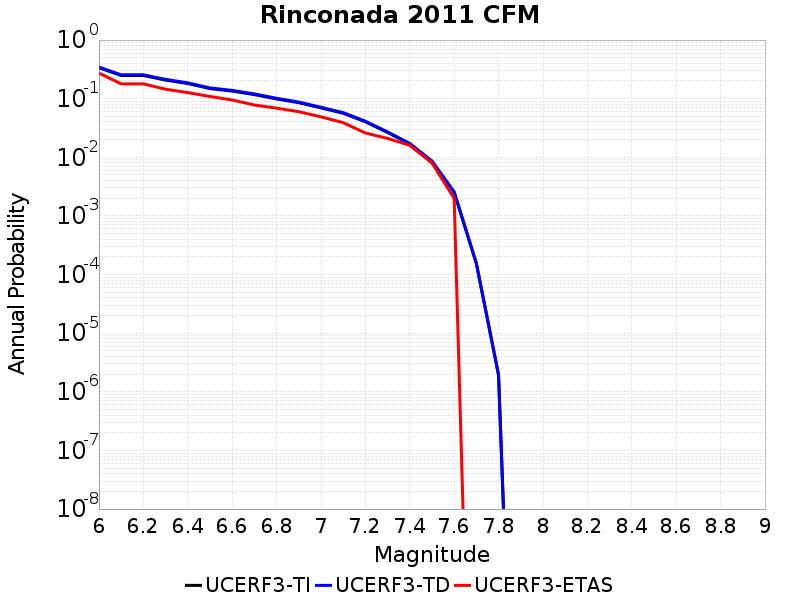 Rinconada 2011 CFM
10^0
10^-1
10^-2
10^-3
10^-4
10^-5
10^-6
10^-7
10^-8
Annual Probability
6 6.2 6.4 6.6 6.8 7 7.2 7.4 7.6 7.8 8 8.2 8.4 8.6 8.8 9
Magnitude
UCERF3-TI UCERF3-TD UCERF3-ETAS